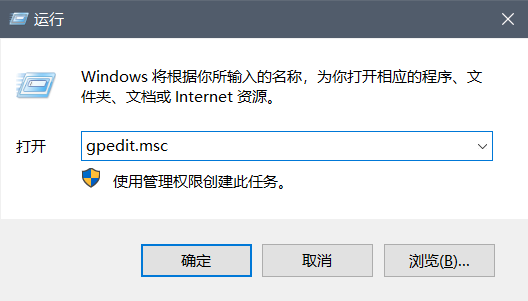 运行
Windows 将根据你所输入的名称，为你打开相应的程序、文
件夹、文档或 Internet 资源。
打开
gpedit.msc
使用管理权限创建此任务。
确定
取消
浏览(B)...